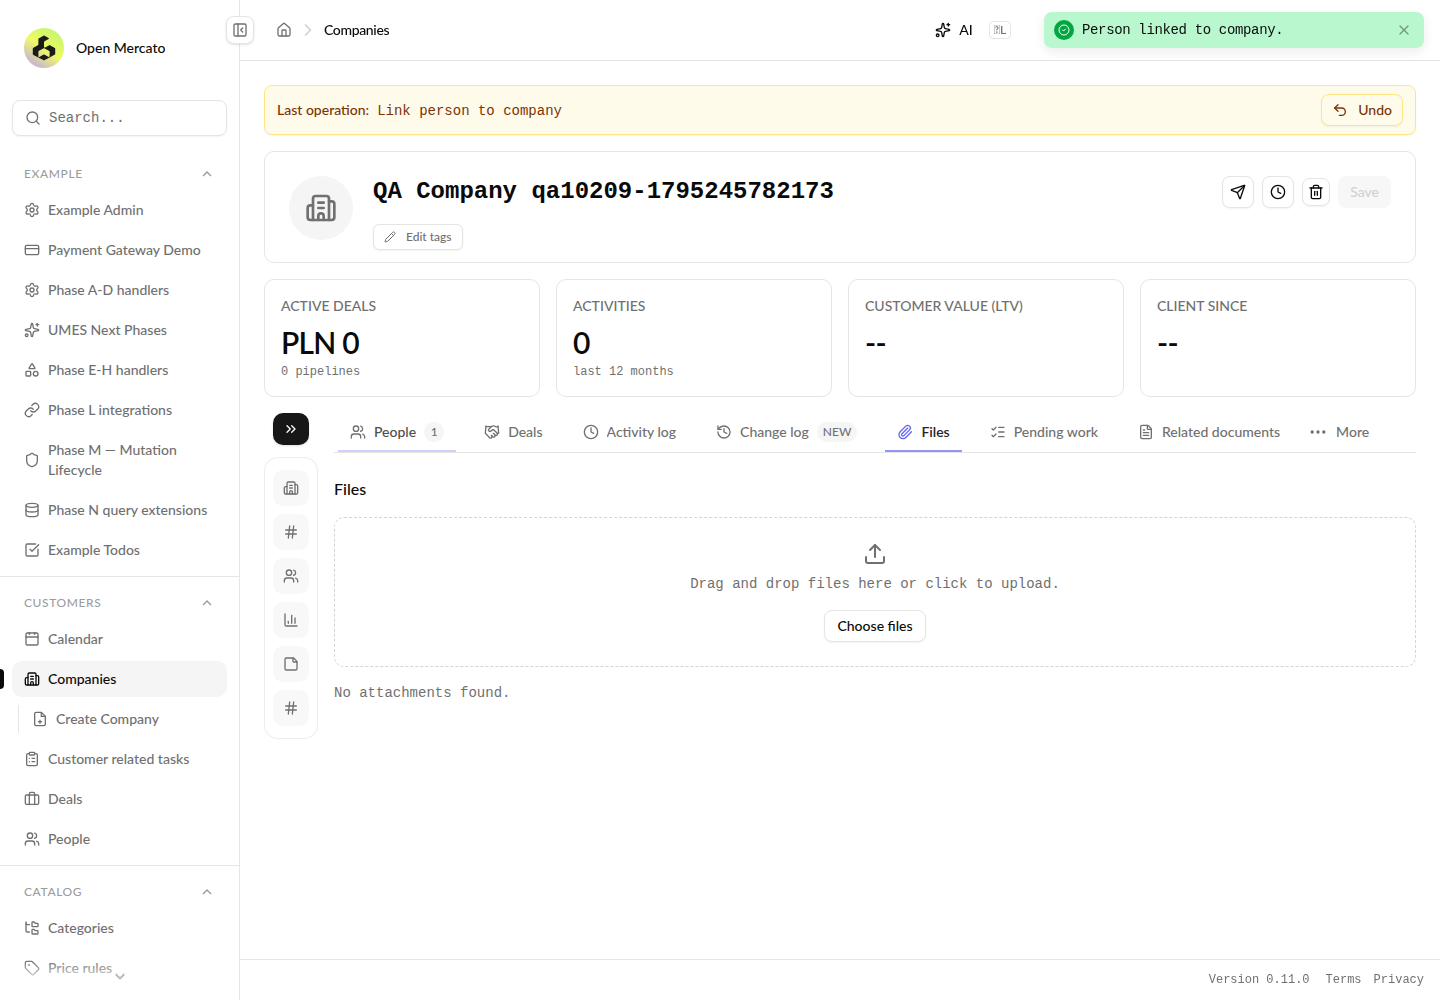 Open Mercato
Companies
AI
L
Person linked to company.
Search...
Last operation: Link person to company
Undo
EXAMPLE
Example Admin
Payment Gateway Demo
Phase A-D handlers
UMES Next Phases
Phase E-H handlers
Phase L integrations
Phase M — Mutation
Lifecycle
Phase N query extensions
Example Todos
CUSTOMERS
Calendar
Companies
Create Company
Customer related tasks
Deals
People
CATALOG
Categories
Price rules
QA Company qa10209-1795245782173
Save
Edit tags
ACTIVE DEALS
PLN 0
0 pipelines
ACTIVITIES
0
last 12 months
CUSTOMER VALUE (LTV)
--
CLIENT SINCE
--
People 1
Deals
Activity log
Change log NEW
Files
Pending work
Related documents
More
Files
Drag and drop files here or click to upload.
Choose files
No attachments found.
Version 0.11.0 Terms Privacy